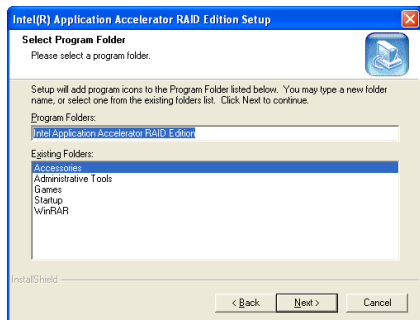 Intel(R) Application Accelerator RAID Edition Setup
Select Program Folder
Please select a program folder.
Setup will add program icons to the Program Folder listed below. You may type a new folder
name, or select one from the existing folders list. Click Next to continue.
Program Folders:
Intel Application Accelerator RAID Edition
Existing Folders:
Accessories
Administrative Tools
Games
Startup
WinRAR
InstallShield
< Back
Next >
Cancel